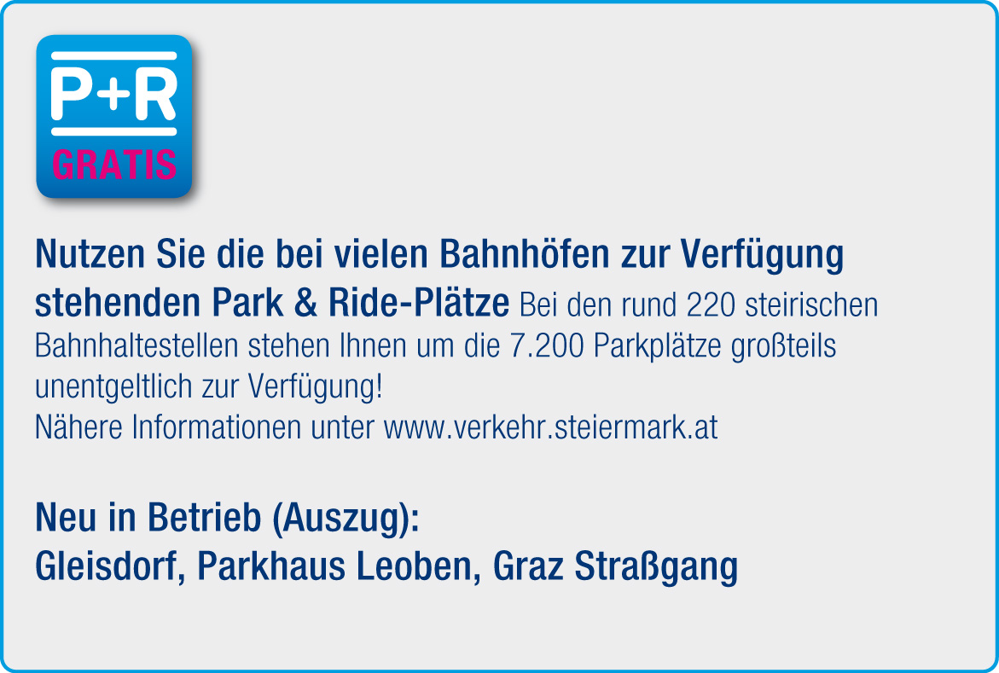 P+R
GRATIS
Nutzen Sie die bei vielen Bahnhöfen zur Verfügung
stehenden Park & Ride-Plätze Bei den rund 220 steirischen
Bahnhaltestellen stehen Ihnen um die 7.200 Parkplätze großteils
unentgeltlich zur Verfügung!
Nähere Informationen unter www.verkehr.steiermark.at
Neu in Betrieb (Auszug):
Gleisdorf, Parkhaus Leoben, Graz Straßgang